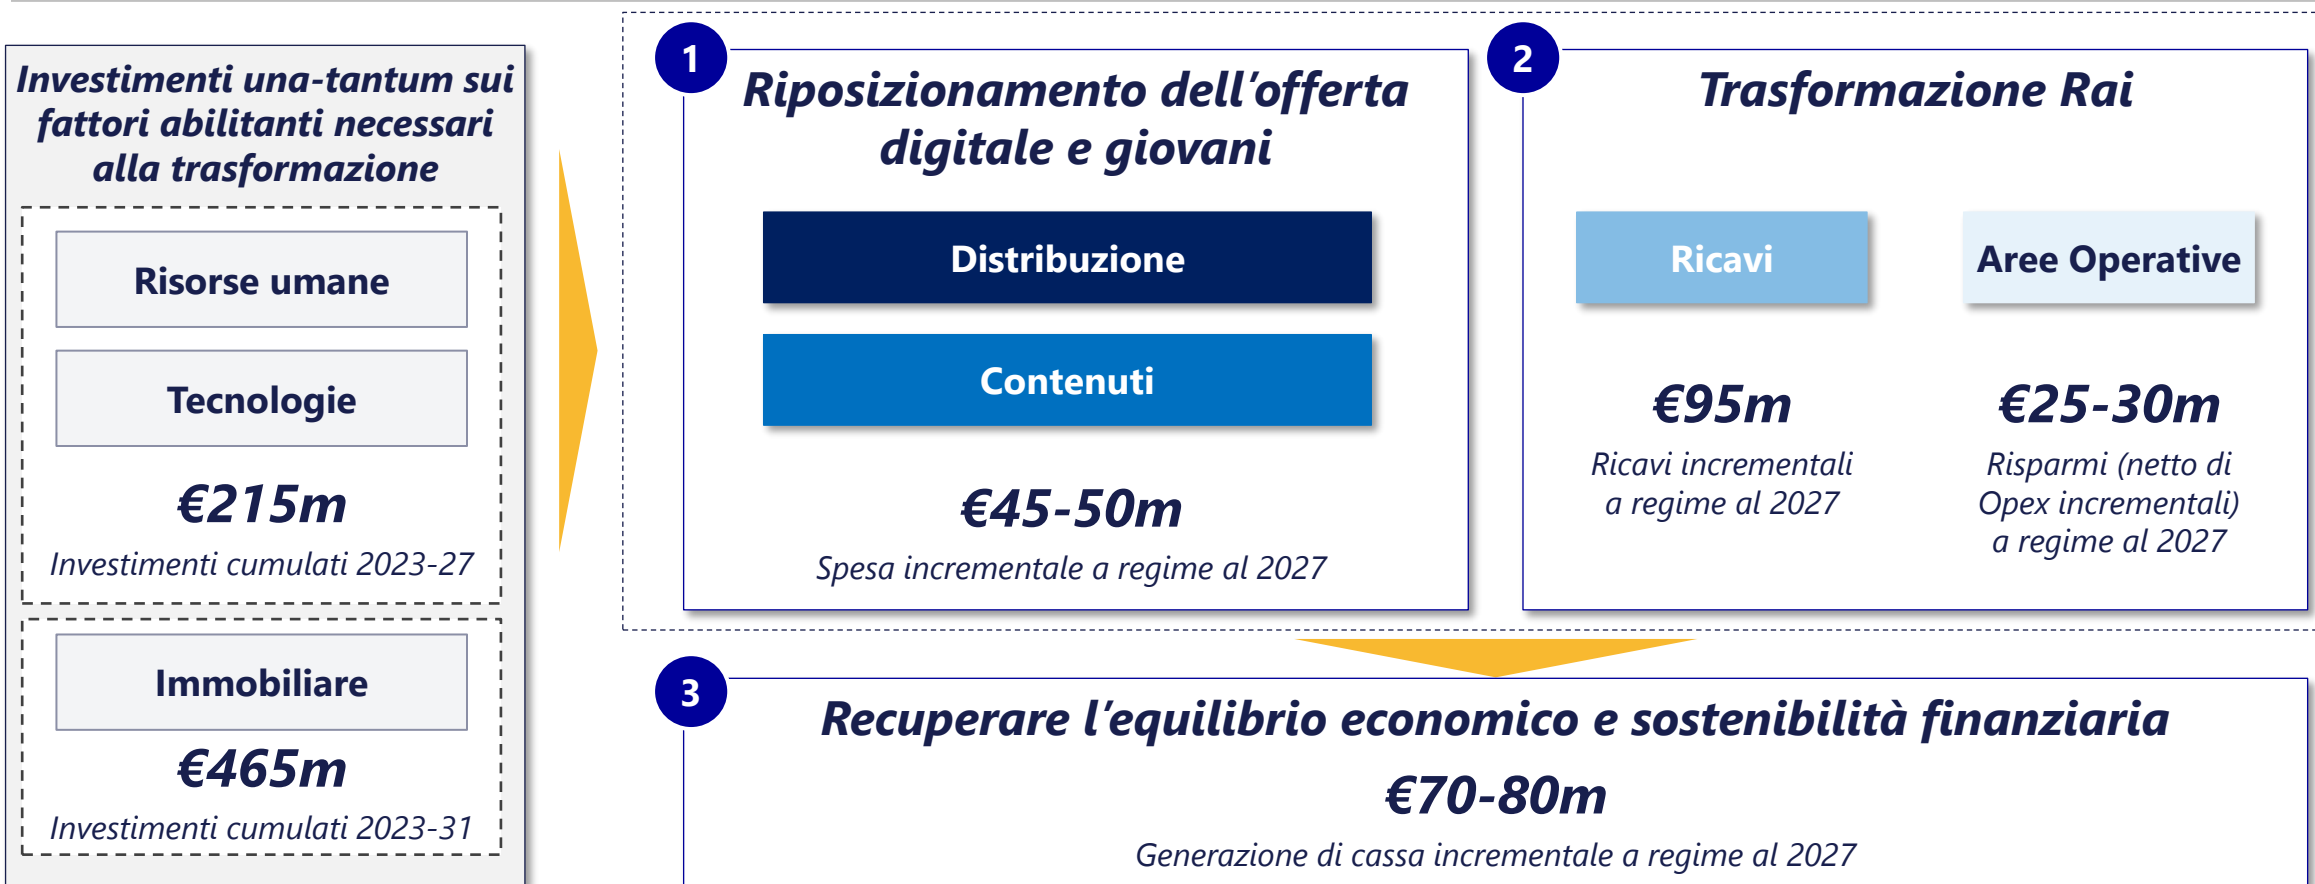 Investimenti una-tantum sui
fattori abilitanti necessari
alla trasformazione
Risorse umane
Tecnologie
€215m
Investimenti cumulati 2023-27
Immobiliare
€465m
Investimenti cumulati 2023-31
1
Riposizionamento dell’offerta
digitale e giovani
Distribuzione
Contenuti
€45-50m
Spesa incrementale a regime al 2027
2
Trasformazione Rai
Ricavi
€95m
Ricavi incrementali
a regime al 2027
Aree Operative
€25-30m
Risparmi (netto di
Opex incrementali)
a regime al 2027
3
Recuperare l’equilibrio economico e sostenibilità finanziaria
€70-80m
Generazione di cassa incrementale a regime al 2027